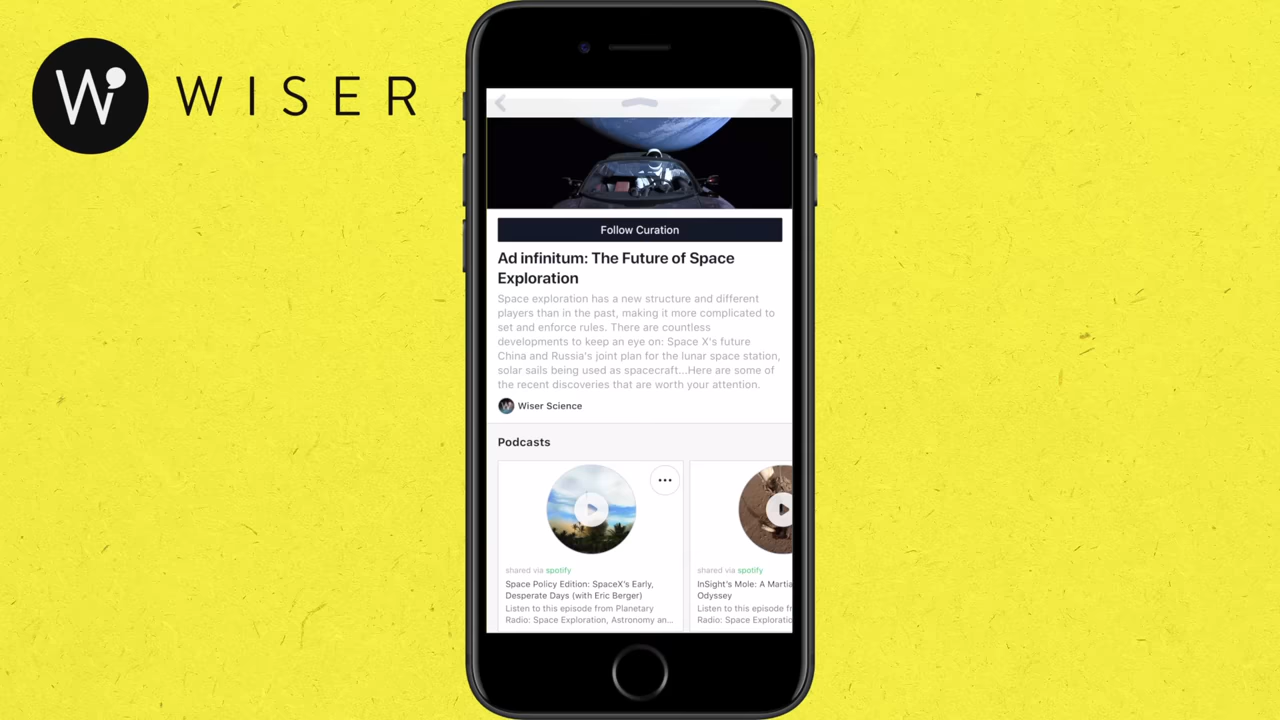 W WISER
Follow Curation
Ad infinitum: The Future of Space
Exploration
Space exploration has a new structure and different
players than in the past, making it more complicated to
set and enforce rules. There are countless
developments to keep an eye on: Space X's future
China and Russia's joint plan for the lunar space station,
solar sails being used as spacecraft...Here are some of
the recent discoveries that are worth your attention.
Wiser Science
Podcasts
shared via spotify
Space Policy Edition: SpaceX's Early,
Desperate Days (with Eric Berger)
Listen to this episode from Planetary
Radio: Space Exploration, Astronomy an...
shared via spotify
InSight's Mole: A Martia
Odyssey
Listen to this episode fr
Radio: Space Exploratio